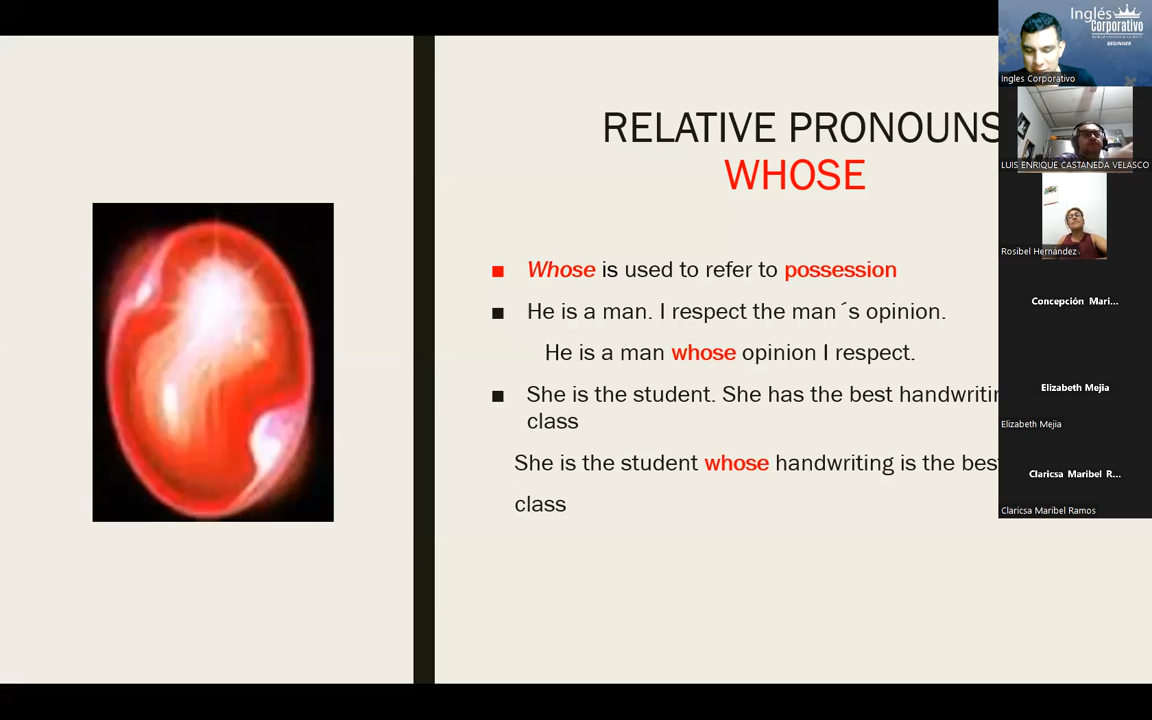 RELATIVE PRONOUNS
WHOSE
Whose is used to refer to possession
He is a man. I respect the man´s opinion.
He is a man whose opinion I respect.
She is the student. She has the best
class
She is the student whose handwriting is the
class
Inglés
Corporativo
BEGINNER
Ingles Corporativo
LUIS ENRIQUE CASTANEDA VELASCO
Rosibel Hernández
Concepción Mari...
Elizabeth Mejia
Elizabeth Mejia
Claricsa Maribel R...
Claricsa Maribel Ramos